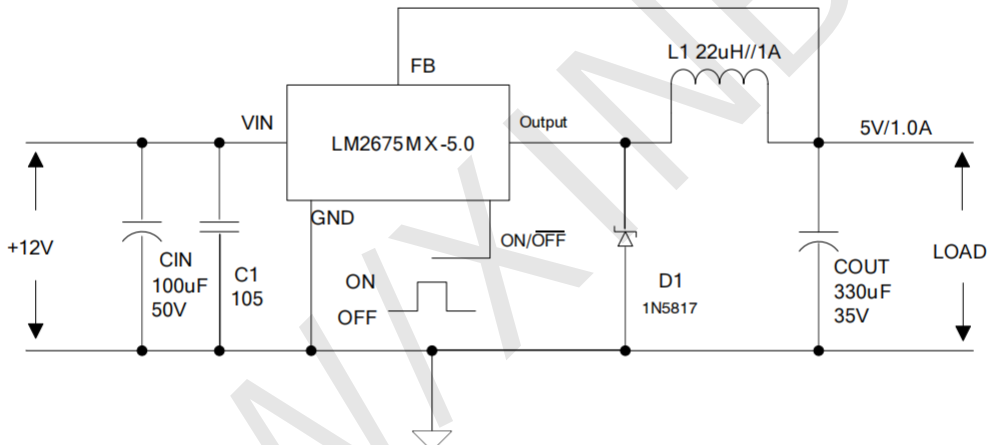 FB
L1 22uH//1A
VIN
LM2675MX-5.0
Output
5V/1.0A
GND
ON/OFF
+12V
CIN
100uF
50V
C1
105
ON
OFF
D1
1N5817
COUT
330uF
35V
LOAD